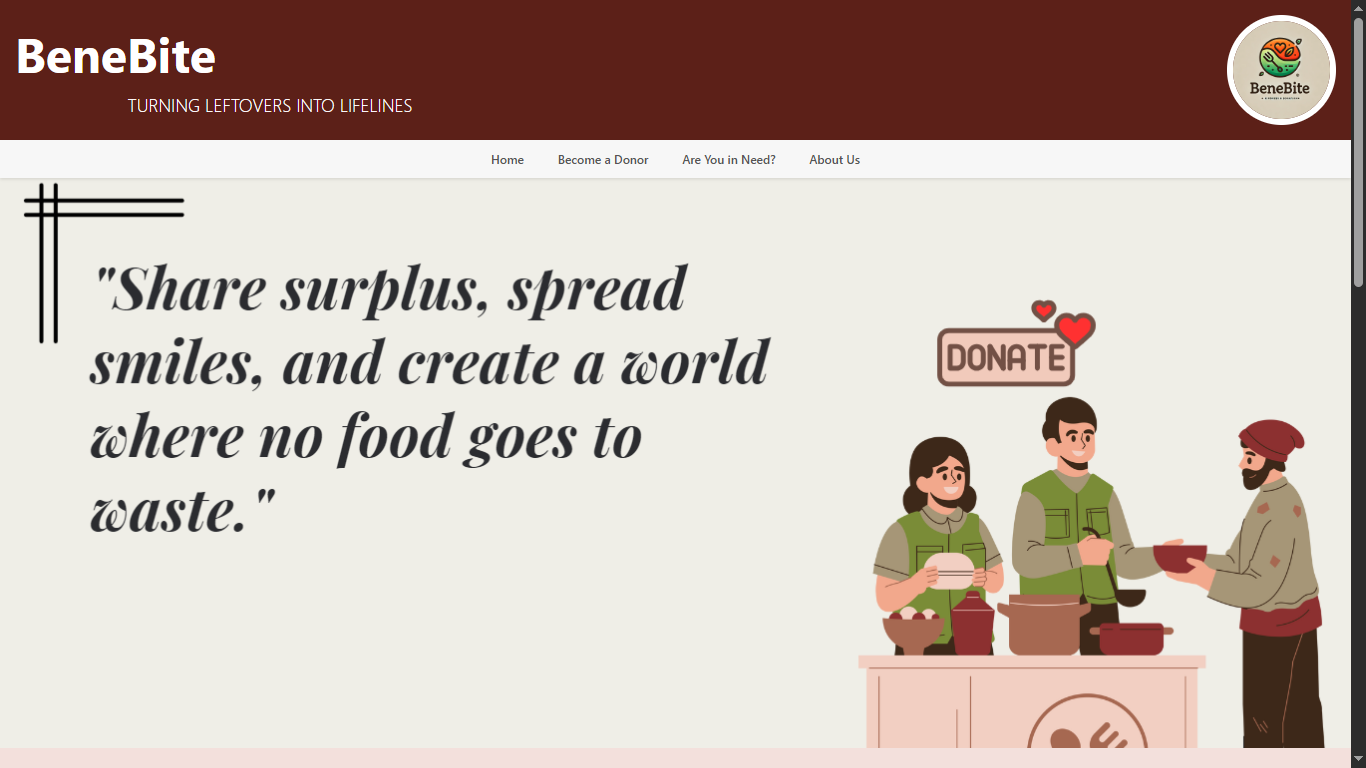 BeneBite
TURNING LEFTOVERS INTO LIFELINES
BeneBite
Home
Become a Donor
Are You in Need?
About Us
"Share surplus, spread
smiles, and create a world
where no food goes to
waste."
DONATE